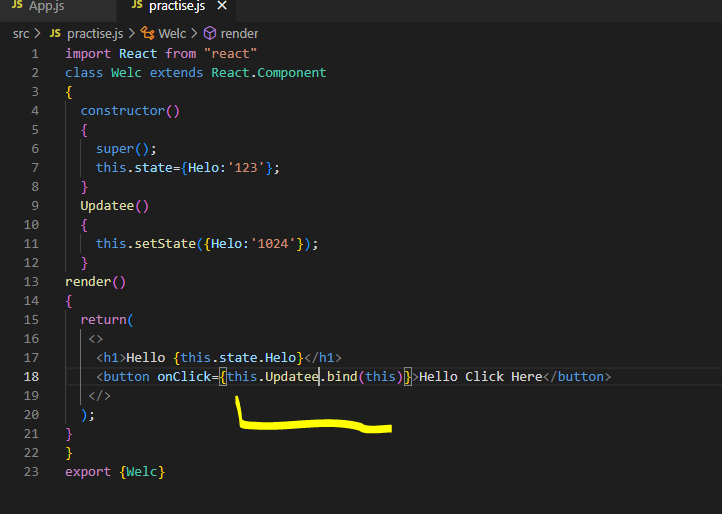 JS App.js JS practise.js ×
src > JS practise.js > Welc > render
1 import React from "react"
2 class Welc extends React.Component
3 {
4 constructor()
5 {
6 super();
7 this.state={Helo:'123'};
8 }
9 Updatee()
10 {
11 this.setState({Helo:'1024'});
12 }
13 render()
14 {
15 return(
16 <>
17 <h1>Hello {this.state.Helo}</h1>
18 <button onClick={this.Updatee.bind(this)}>Hello Click Here</button>
19 </>
20 );
21 }
22 }
23 export {Welc}